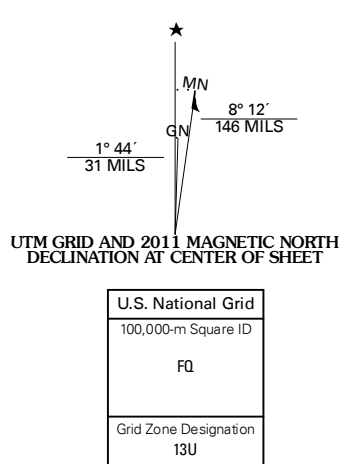 ★
MN
8° 12´
146 MILS
GN
1° 44´
31 MILS
UTM GRID AND 2011 MAGNETIC NORTH
DECLINATION AT CENTER OF SHEET
U.S. National Grid
100,000-m Square ID
FQ
Grid Zone Designation
13U